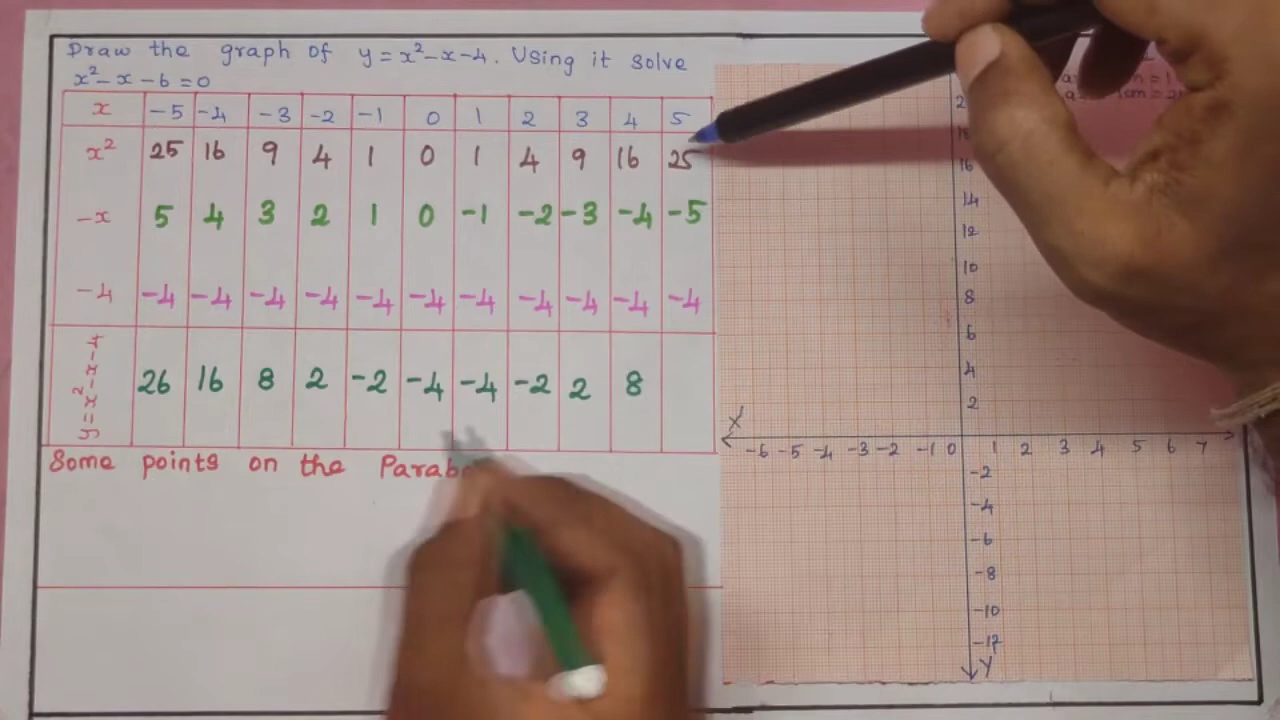 Draw the graph of y = x² - x - 4. Using it solve
x² - x - 6 = 0
x -5 -4 -3 -2 -1 0 1 2 3 4 5
x² 25 16 9 4 1 0 1 4 9 16 25
-x 5 4 3 2 1 0 -1 -2 -3 -4 -5
-4 -4 -4 -4 -4 -4 -4 -4 -4 -4 -4 -4
y = x² - x - 4 26 16 8 2 -2 -4 -4 -2 2 8
Some points on the
16
14
12
10
8
6
4
2
X'
-6 -5 -4 -3 -2 -1 0 1 2 3 4 5 6 7
-2
-4
-6
-8
-10
-12
Y'